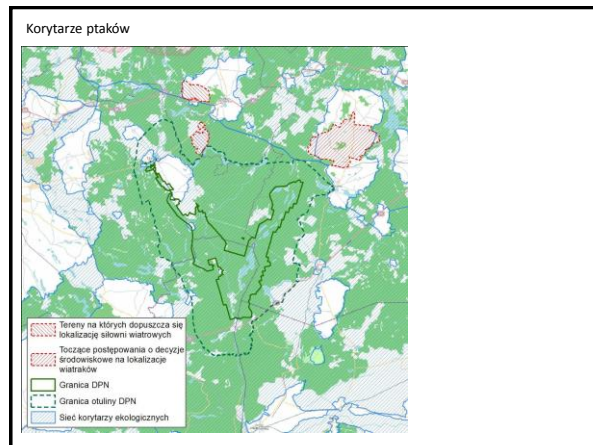 Korytarze ptaków
Tereny na których dopuszcza się
lokalizację siłowni wiatrowych
Toczące postępowania o decyzje
środowiskowe na lokalizacje
wiatraków
Granica DPN
Granica otuliny DPN
Sieć korytarzy ekologicznych